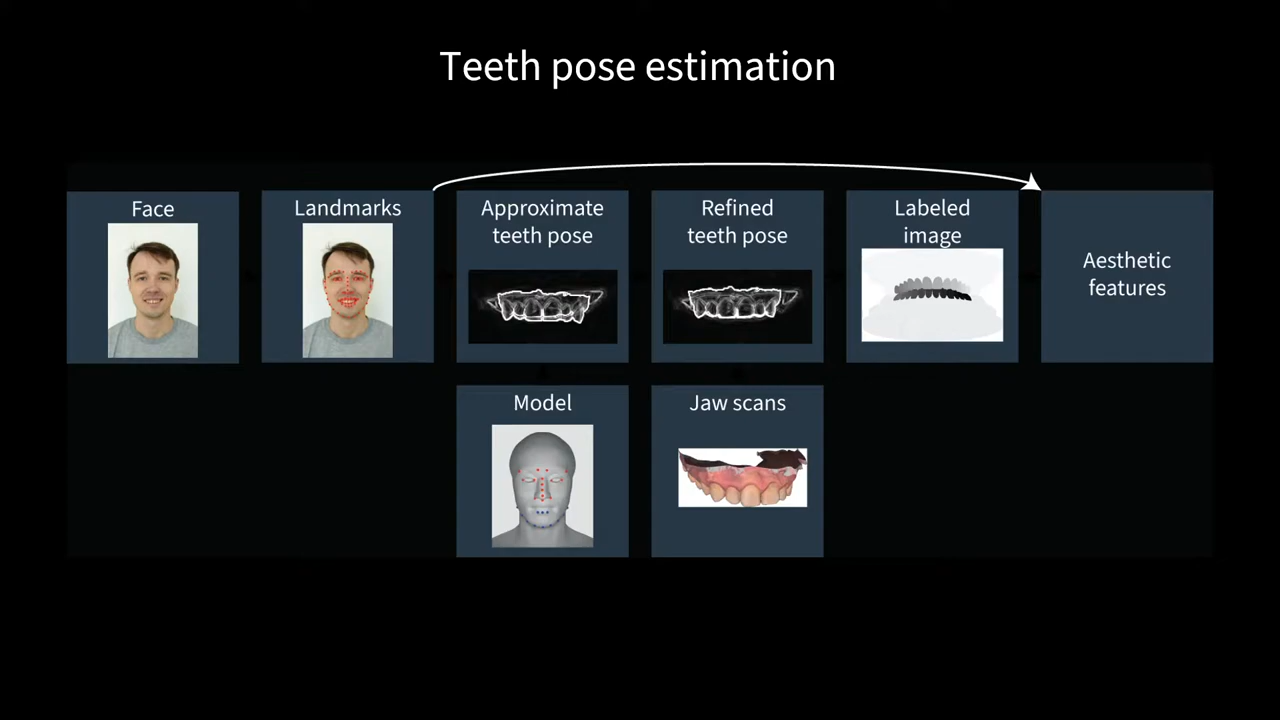 Teeth pose estimation
Face
Landmarks
Approximate
teeth pose
Refined
teeth pose
Labeled
image
Aesthetic
features
Model
Jaw scans